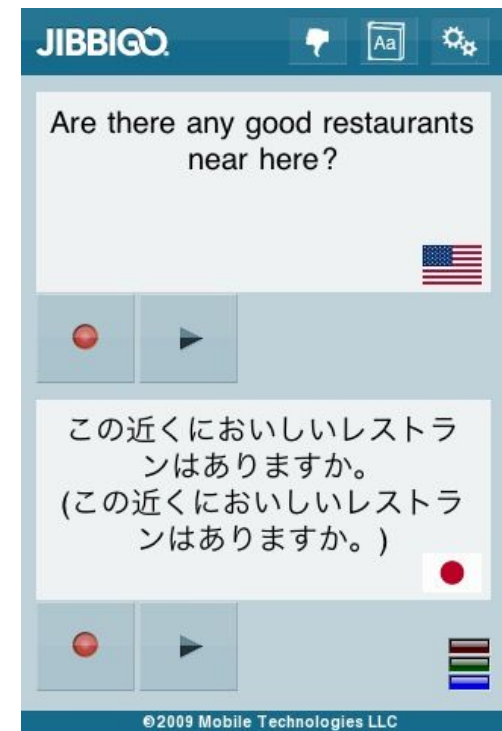 JIBBIGO.
Aa
Are there any good restaurants
near here?
この近くにおいしいレストラ
ンはありますか。
(この近くにおいしいレストラ
ンはありますか。)
©2009 Mobile Technologies LLC